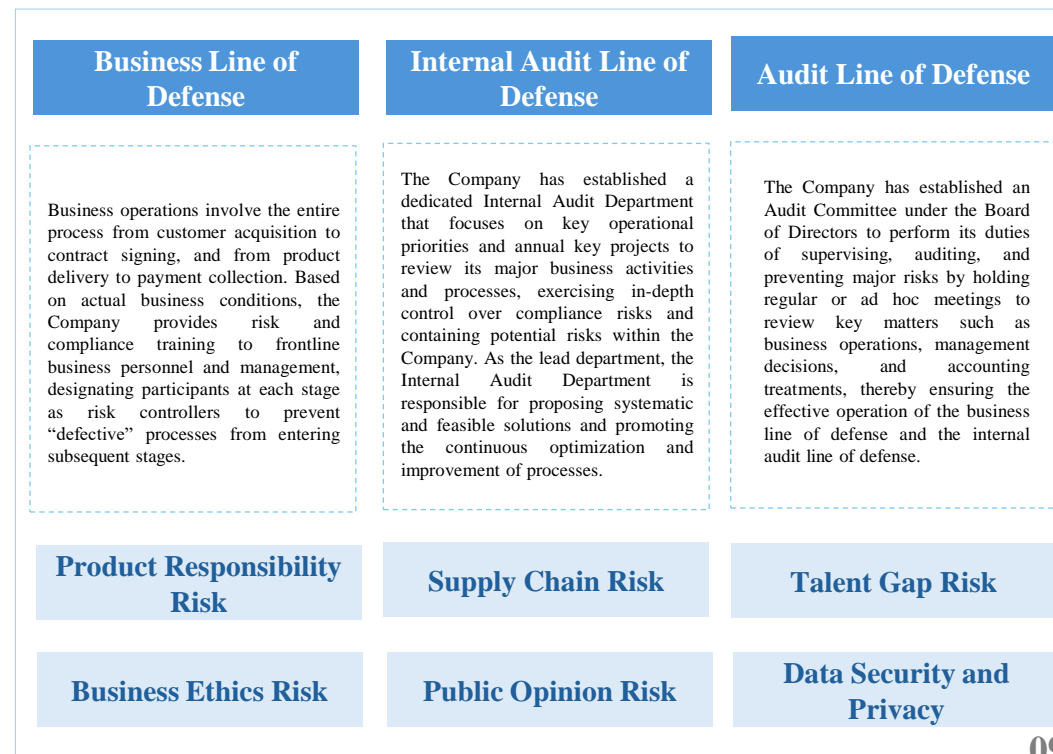 Business Line of
Defense
Internal Audit Line of
Defense
Audit Line of Defense
Business operations involve the entire
process from customer acquisition to
contract signing, and from product
delivery to payment collection. Based
on actual business conditions, the
Company provides risk and
compliance training to frontline
business personnel and management,
designating participants at each stage
as risk controllers to prevent
“defective” processes from entering
subsequent stages.
The Company has established a
dedicated Internal Audit Department
that focuses on key operational
priorities and annual key projects to
review its major business activities
and processes, exercising in-depth
control over compliance risks and
containing potential risks within the
Company. As the lead department, the
Internal Audit Department is
responsible for proposing systematic
and feasible solutions and promoting
the continuous optimization and
improvement of processes.
The Company has established an
Audit Committee under the Board
of Directors to perform its duties
of supervising, auditing, and
preventing major risks by holding
regular or ad hoc meetings to
review key matters such as
business operations, management
decisions, and accounting
treatments, thereby ensuring the
effective operation of the business
line of defense and the internal
audit line of defense.
Product Responsibility
Risk
Supply Chain Risk
Talent Gap Risk
Business Ethics Risk
Public Opinion Risk
Data Security and
Privacy